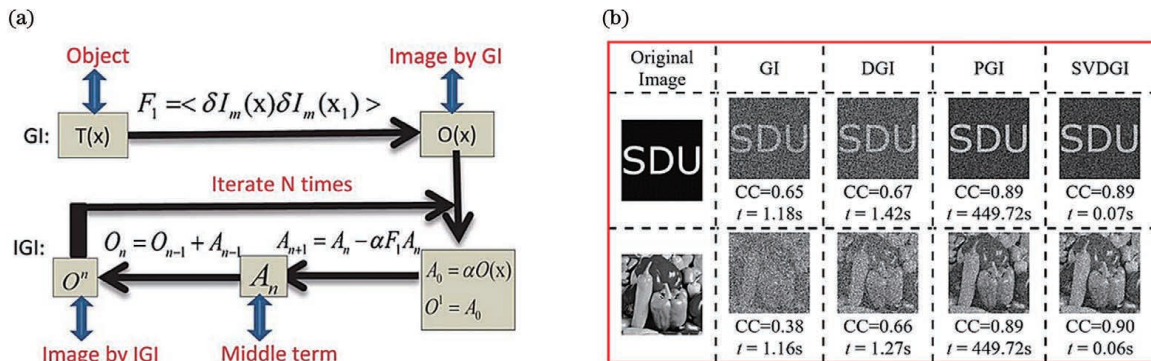 (a)
Object
Image by GI
GI:
T(x)
F₁=<δIₘ(x)δIₘ(x₁)>
O(x)
Iterate N times
IGI:
Oₙ=Oₙ₋₁+Aₙ₋₁
Aₙ₊₁=Aₙ-αF₁Aₙ
Oⁿ
Aₙ
A₀=αO(x)
O¹=A₀
Image by IGI
Middle term
(b)
Original Image
GI
DGI
PGI
SVDGI
SDU
SDU
SDU
SDU
SDU
CC=0.65
CC=0.67
CC=0.89
CC=0.89
t = 1.18s
t = 1.42s
t = 449.72s
t = 0.07s
CC=0.38
CC=0.66
CC=0.89
CC=0.90
t = 1.16s
t = 1.27s
t = 449.72s
t = 0.06s